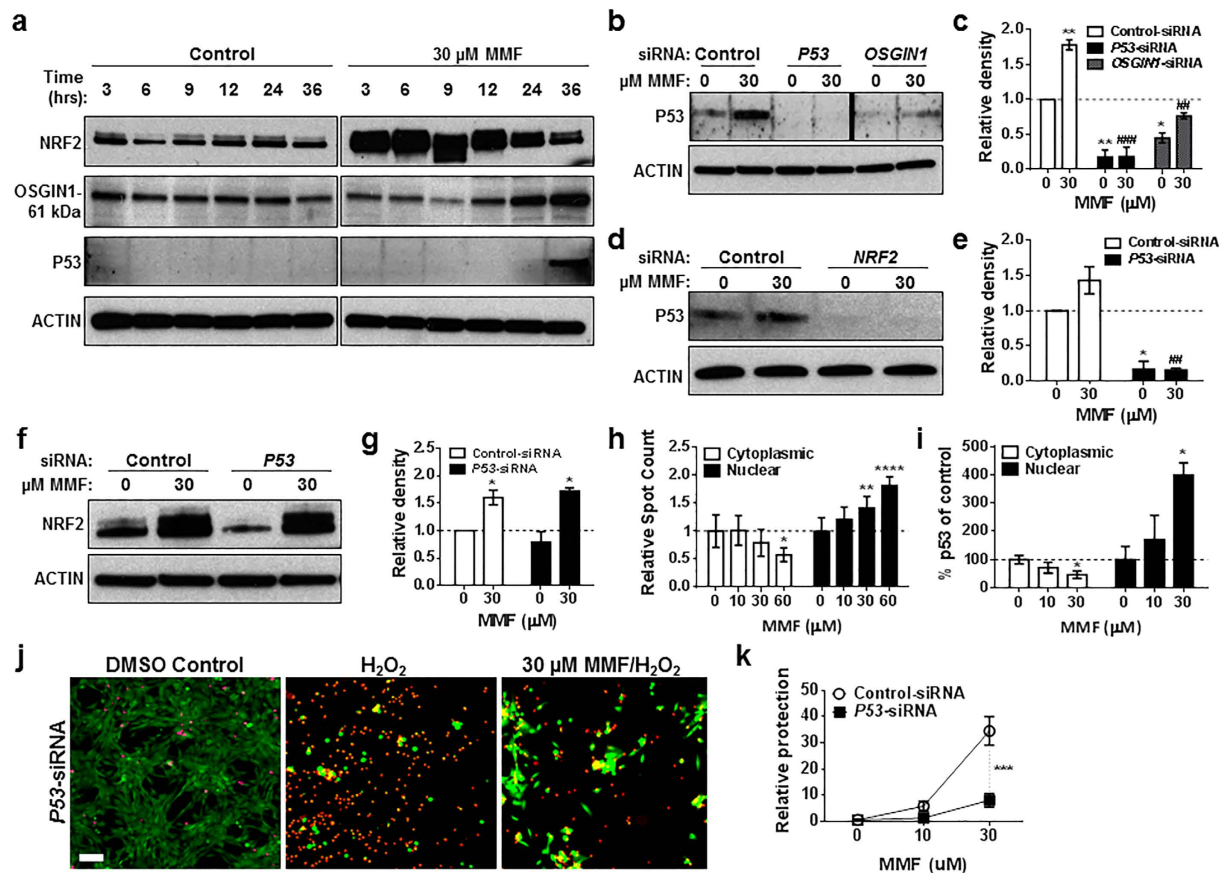 a
Control
30 µM MMF
Time
(hrs):
3 6 9 12 24 36 3 6 9 12 24 36
NRF2
OSGIN1-
61 kDa
P53
ACTIN
b
siRNA: Control P53 OSGIN1
µM MMF: 0 30 0 30 0 30
P53
ACTIN
c
Control-siRNA
P53-siRNA
OSGIN1-siRNA
Relative density
2.0
1.5
1.0
0.5
0.0
**
**
###
*
##
0 30 0 30 0 30
MMF (µM)
d
siRNA: Control NRF2
µM MMF: 0 30 0 30
P53
ACTIN
e
Control-siRNA
P53-siRNA
Relative density
2.0
1.5
1.0
0.5
0.0
*
##
0 30 0 30
MMF (µM)
f
siRNA: Control P53
µM MMF: 0 30 0 30
NRF2
ACTIN
g
Control-siRNA
P53-siRNA
Relative density
2.5
2.0
1.5
1.0
0.5
0.0
*
*
0 30 0 30
MMF (µM)
h
Cytoplasmic
Nuclear
Relative Spot Count
2.5
2.0
1.5
1
0.5
0.0
*
**
****
0 10 30 60 0 10 30 60
MMF (µM)
i
Cytoplasmic
Nuclear
% p53 of control
500
400
300
200
100
0
*
*
0 10 30 0 10 30
MMF (µM)
j
DMSO Control
H₂O₂
30 µM MMF/H₂O₂
P53-siRNA
k
Control-siRNA
P53-siRNA
Relative protection
50
40
30
20
10
0
***
0 10 30
MMF (uM)